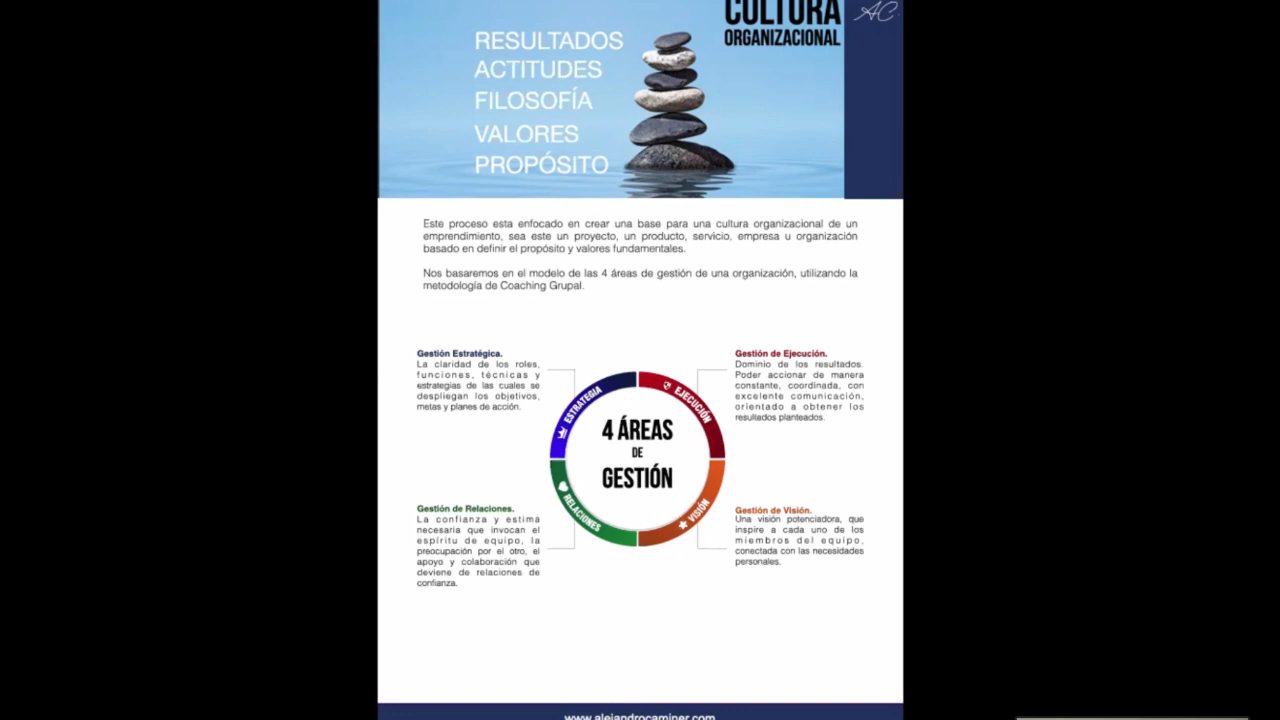 CULTURA
ORGANIZACIONAL
AC
RESULTADOS
ACTITUDES
FILOSOFÍA
VALORES
PROPÓSITO
Este proceso esta enfocado en crear una base para una cultura organizacional de un
emprendimiento, sea este un proyecto, un producto, servicio, empresa u organización
basado en definir el propósito y valores fundamentales.
Nos basaremos en el modelo de las 4 áreas de gestión de una organización, utilizando la
metodología de Coaching Grupal.
Gestión Estratégica.
La claridad de los roles,
funciones, técnicas y
estrategias de las cuales se
despliegan los objetivos,
metas y planes de acción.
Gestión de Ejecución.
Dominio de los resultados.
Poder accionar de manera
constante, coordinada, con
excelente comunicación,
orientado a obtener los
resultados planteados.
ESTRATEGIA
EJECUCIÓN
4 ÁREAS
DE
GESTIÓN
RELACIONES
VISIÓN
Gestión de Relaciones.
La confianza y estima
necesaria que invocan el
espíritu de equipo, la
preocupación por el otro, el
apoyo y colaboración que
deviene de relaciones de
confianza.
Gestión de Visión.
Una visión potenciadora, que
inspire a cada uno de los
miembros del equipo,
conectada con las necesidades
personales.
www.alejandrocaminer.com